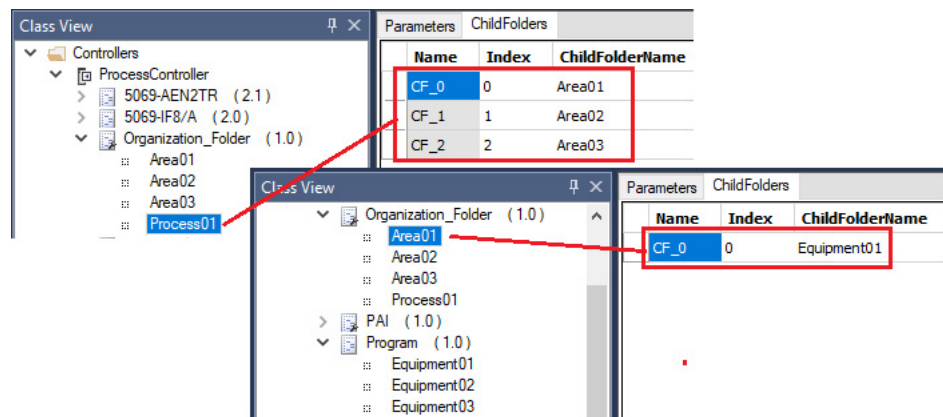 Class View
Controllers
ProcessController
5069-AEN2TR (2.1)
5069-IF8/A (2.0)
Organization_Folder (1.0)
Area01
Area02
Area03
Process01
Parameters ChildFolders
Name Index ChildFolderName
CF_0 0 Area01
CF_1 1 Area02
CF_2 2 Area03
Class View
Organization_Folder (1.0)
Area01
Area02
Area03
Process01
PAI (1.0)
Program (1.0)
Equipment01
Equipment02
Equipment03
Parameters ChildFolders
Name Index ChildFolderName
CF_0 0 Equipment01